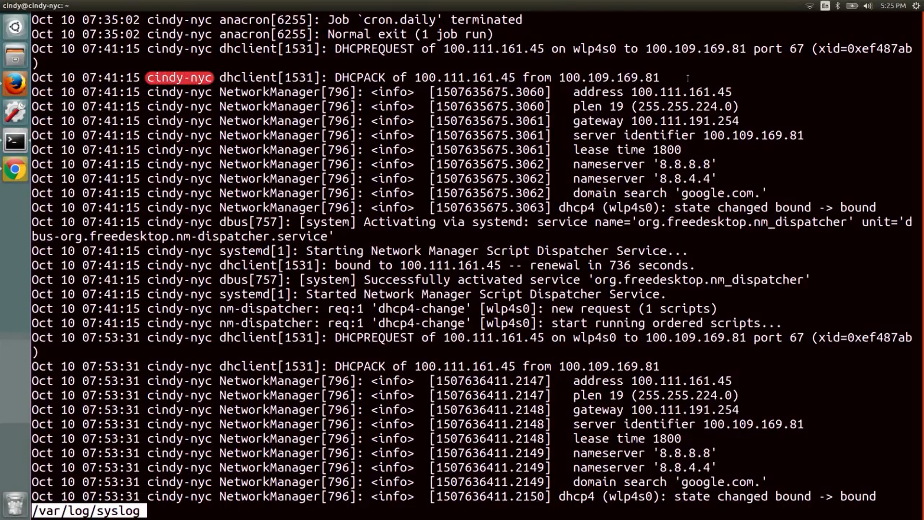 cindy@cindy-nyc: ~
En
5:25 PM
Oct 10 07:35:02 cindy-nyc anacron[6255]: Job `cron.daily' terminated
Oct 10 07:35:02 cindy-nyc anacron[6255]: Normal exit (1 job run)
Oct 10 07:41:15 cindy-nyc dhclient[1531]: DHCPREQUEST of 100.111.161.45 on wlp4s0 to 100.109.169.81 port 67 (xid=0xef487ab
)
Oct 10 07:41:15 cindy-nyc dhclient[1531]: DHCPACK of 100.111.161.45 from 100.109.169.81
Oct 10 07:41:15 cindy-nyc NetworkManager[796]: <info>  [1507635675.3060]   address 100.111.161.45
Oct 10 07:41:15 cindy-nyc NetworkManager[796]: <info>  [1507635675.3061]   plen 19 (255.255.224.0)
Oct 10 07:41:15 cindy-nyc NetworkManager[796]: <info>  [1507635675.3061]   gateway 100.111.191.254
Oct 10 07:41:15 cindy-nyc NetworkManager[796]: <info>  [1507635675.3061]   server identifier 100.109.169.81
Oct 10 07:41:15 cindy-nyc NetworkManager[796]: <info>  [1507635675.3061]   lease time 1800
Oct 10 07:41:15 cindy-nyc NetworkManager[796]: <info>  [1507635675.3062]   nameserver '8.8.8.8'
Oct 10 07:41:15 cindy-nyc NetworkManager[796]: <info>  [1507635675.3062]   nameserver '8.8.4.4'
Oct 10 07:41:15 cindy-nyc NetworkManager[796]: <info>  [1507635675.3062]   domain search 'google.com.'
Oct 10 07:41:15 cindy-nyc NetworkManager[796]: <info>  [1507635675.3063] dhcp4 (wlp4s0): state changed bound -> bound
Oct 10 07:41:15 cindy-nyc dbus[757]: [system] Activating via systemd: service name='org.freedesktop.nm_dispatcher' unit='d
bus-org.freedesktop.nm-dispatcher.service'
Oct 10 07:41:15 cindy-nyc systemd[1]: Starting Network Manager Script Dispatcher Service...
Oct 10 07:41:15 cindy-nyc dhclient[1531]: bound to 100.111.161.45 -- renewal in 736 seconds.
Oct 10 07:41:15 cindy-nyc dbus[757]: [system] Successfully activated service 'org.freedesktop.nm_dispatcher'
Oct 10 07:41:15 cindy-nyc systemd[1]: Started Network Manager Script Dispatcher Service.
Oct 10 07:41:15 cindy-nyc nm-dispatcher: req:1 'dhcp4-change' [wlp4s0]: new request (1 scripts)
Oct 10 07:41:15 cindy-nyc nm-dispatcher: req:1 'dhcp4-change' [wlp4s0]: start running ordered scripts...
Oct 10 07:53:31 cindy-nyc dhclient[1531]: DHCPREQUEST of 100.111.161.45 on wlp4s0 to 100.109.169.81 port 67 (xid=0xef487ab
)
Oct 10 07:53:31 cindy-nyc dhclient[1531]: DHCPACK of 100.111.161.45 from 100.109.169.81
Oct 10 07:53:31 cindy-nyc NetworkManager[796]: <info>  [1507636411.2147]   address 100.111.161.45
Oct 10 07:53:31 cindy-nyc NetworkManager[796]: <info>  [1507636411.2148]   plen 19 (255.255.224.0)
Oct 10 07:53:31 cindy-nyc NetworkManager[796]: <info>  [1507636411.2148]   gateway 100.111.191.254
Oct 10 07:53:31 cindy-nyc NetworkManager[796]: <info>  [1507636411.2148]   server identifier 100.109.169.81
Oct 10 07:53:31 cindy-nyc NetworkManager[796]: <info>  [1507636411.2148]   lease time 1800
Oct 10 07:53:31 cindy-nyc NetworkManager[796]: <info>  [1507636411.2149]   nameserver '8.8.8.8'
Oct 10 07:53:31 cindy-nyc NetworkManager[796]: <info>  [1507636411.2149]   nameserver '8.8.4.4'
Oct 10 07:53:31 cindy-nyc NetworkManager[796]: <info>  [1507636411.2149]   domain search 'google.com.'
Oct 10 07:53:31 cindy-nyc NetworkManager[796]: <info>  [1507636411.2150] dhcp4 (wlp4s0): state changed bound -> bound
/var/log/syslog